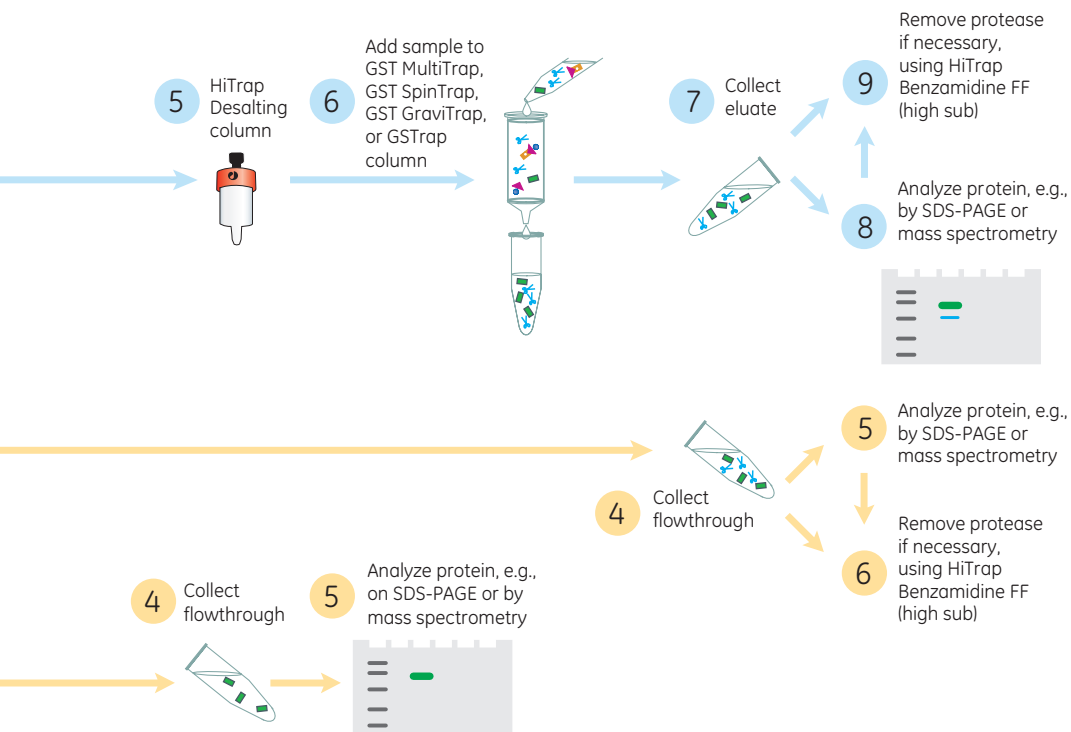 5
HiTrap
Desalting
column
6
Add sample to
GST MultiTrap,
GST SpinTrap,
GST GraviTrap,
or GSTrap
column
7
Collect
eluate
9
Remove protease
if necessary,
using HiTrap
Benzamidine FF
(high sub)
8
Analyze protein, e.g.,
by SDS-PAGE or
mass spectrometry
4
Collect
flowthrough
5
Analyze protein, e.g.,
by SDS-PAGE or
mass spectrometry
6
Remove protease
if necessary,
using HiTrap
Benzamidine FF
(high sub)
4
Collect
flowthrough
5
Analyze protein, e.g.,
on SDS-PAGE or by
mass spectrometry